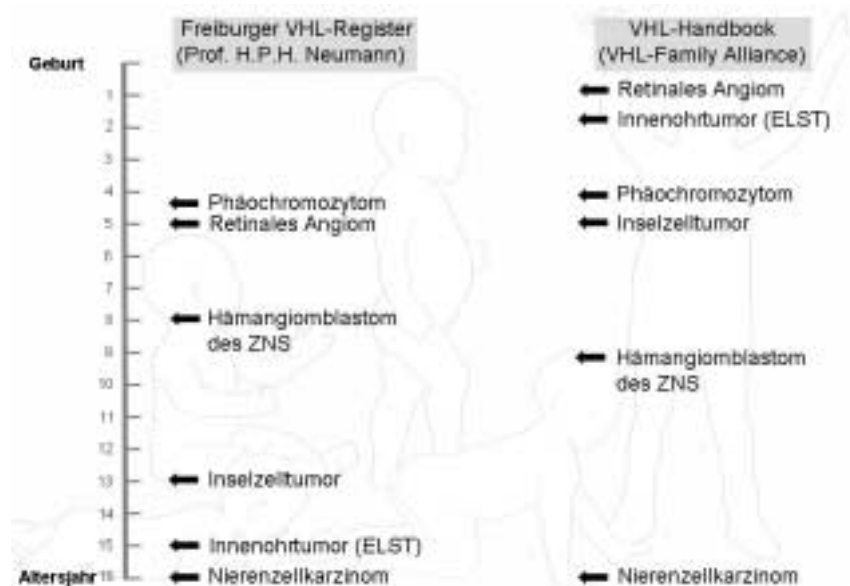 Freiburger VHL-Register
(Prof. H.P.H. Neumann)
VHL-Handbook
(VHL-Family Alliance)
Geburt
1
2
3
4
5
6
7
8
9
10
11
12
13
14
15
Altersjahr 16
Phäochromozytom
Retinales Angiom
Hämangiomblastom
des ZNS
Inselzelltumor
Innenohrtumor (ELST)
Nierenzellkarzinom
Retinales Angiom
Innenohrtumor (ELST)
Phäochromozytom
Inselzelltumor
Hämangiomblastom
des ZNS
Nierenzellkarzinom